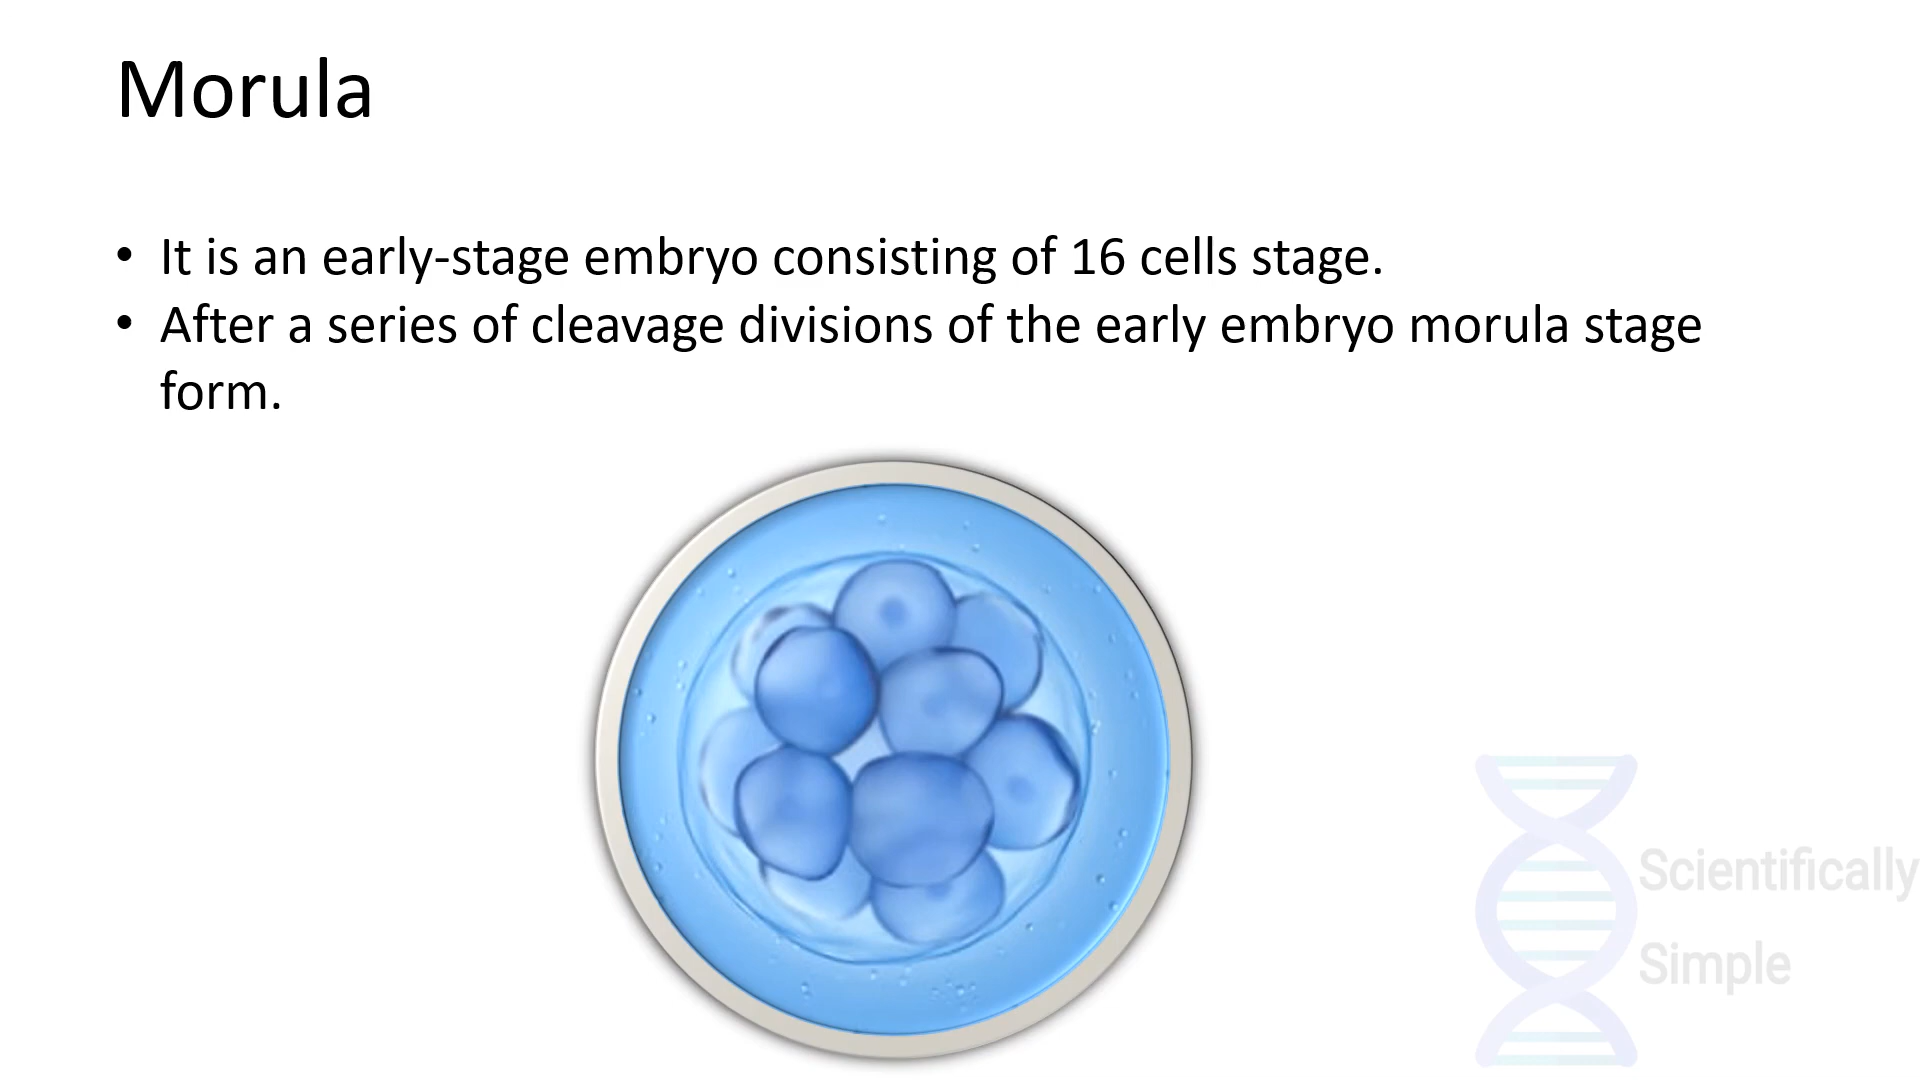 Morula
• It is an early-stage embryo consisting of 16 cells stage.
• After a series of cleavage divisions of the early embryo morula stage
form.
Scientifically
Simple